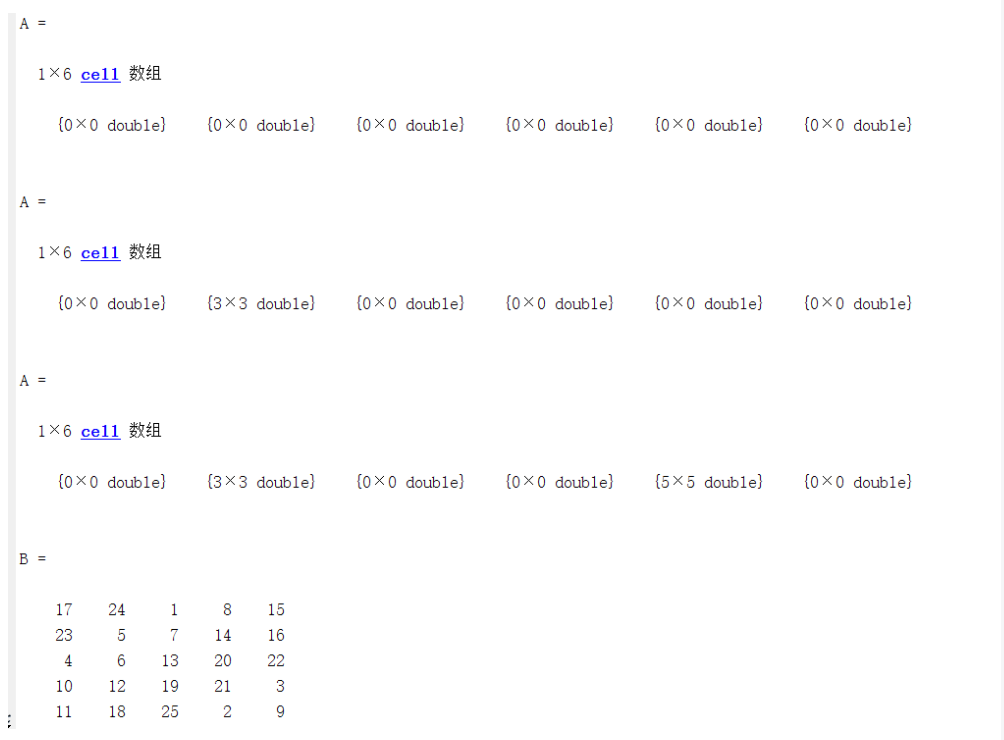 A =
1×6 cell 数组
{0×0 double} {0×0 double} {0×0 double} {0×0 double} {0×0 double} {0×0 double}
A =
1×6 cell 数组
{0×0 double} {3×3 double} {0×0 double} {0×0 double} {0×0 double} {0×0 double}
A =
1×6 cell 数组
{0×0 double} {3×3 double} {0×0 double} {0×0 double} {5×5 double} {0×0 double}
B =
17 24 1 8 15
23 5 7 14 16
4 6 13 20 22
10 12 19 21 3
11 18 25 2 9